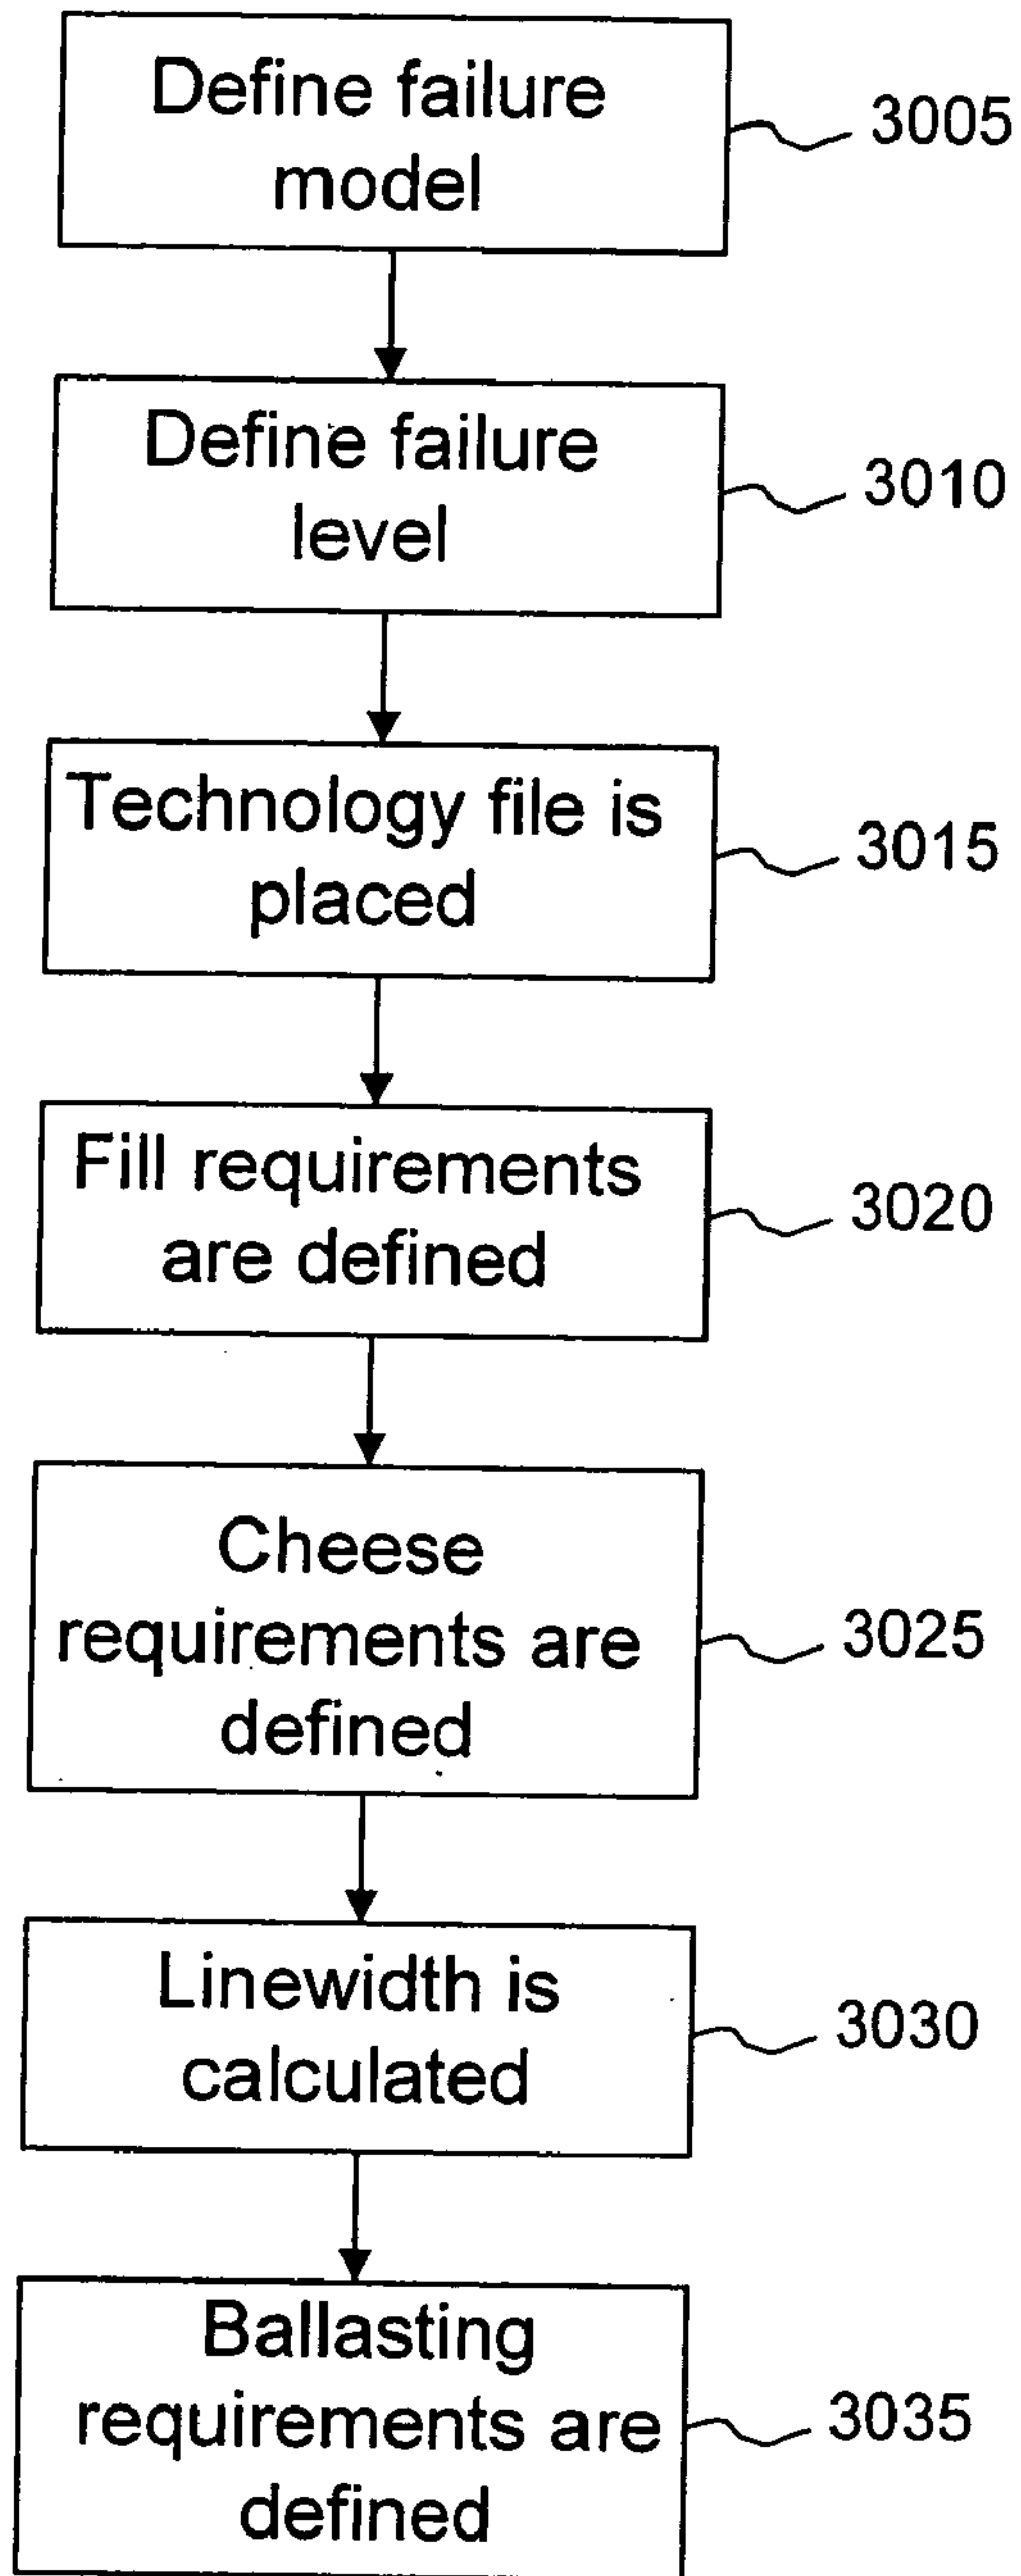 Define failure
model
3005
Define failure
level
3010
Technology file is
placed
3015
Fill requirements
are defined
3020
Cheese
requirements are
defined
3025
Linewidth is
calculated
3030
Ballasting
requirements are
defined
3035